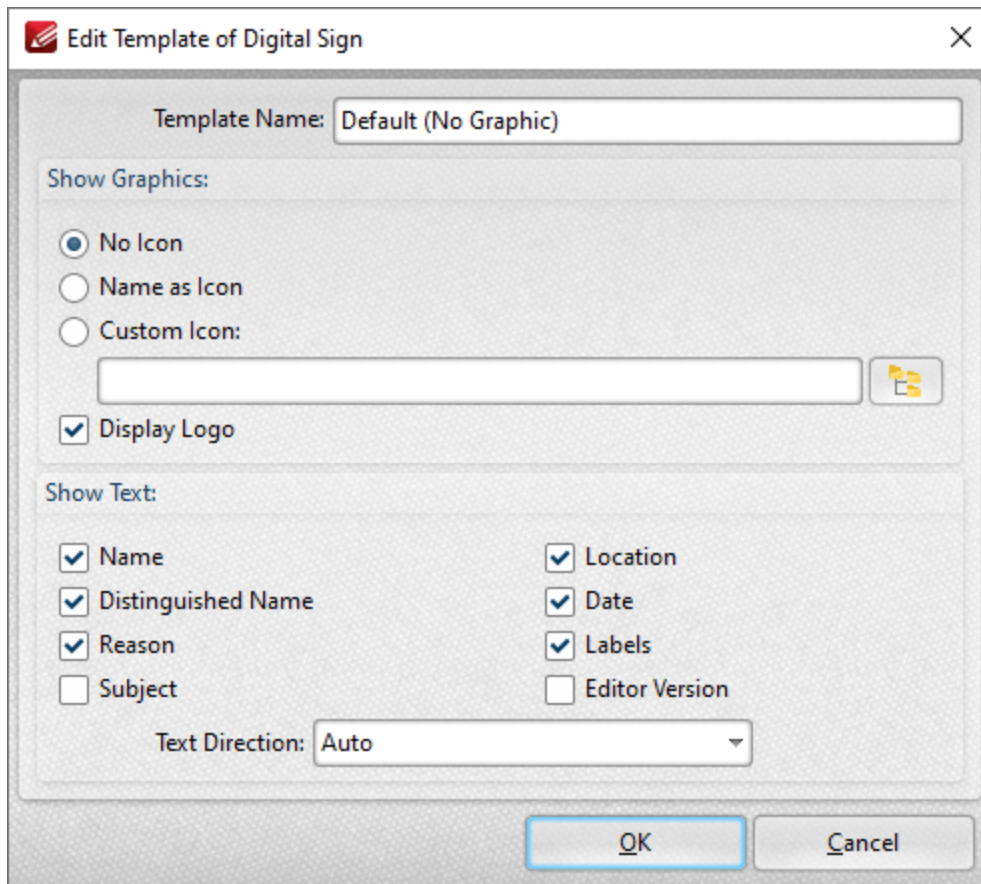 Edit Template of Digital Sign
Template Name: Default (No Graphic)
Show Graphics:
No Icon
Name as Icon
Custom Icon:
Display Logo
Show Text:
Name Location
Distinguished Name Date
Reason Labels
Subject Editor Version
Text Direction: Auto
OK Cancel